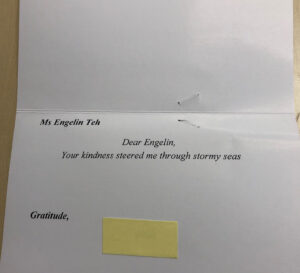 Ms Engelin Teh
Dear Engelin,
Your kindness steered me through stormy seas
Gratitude,